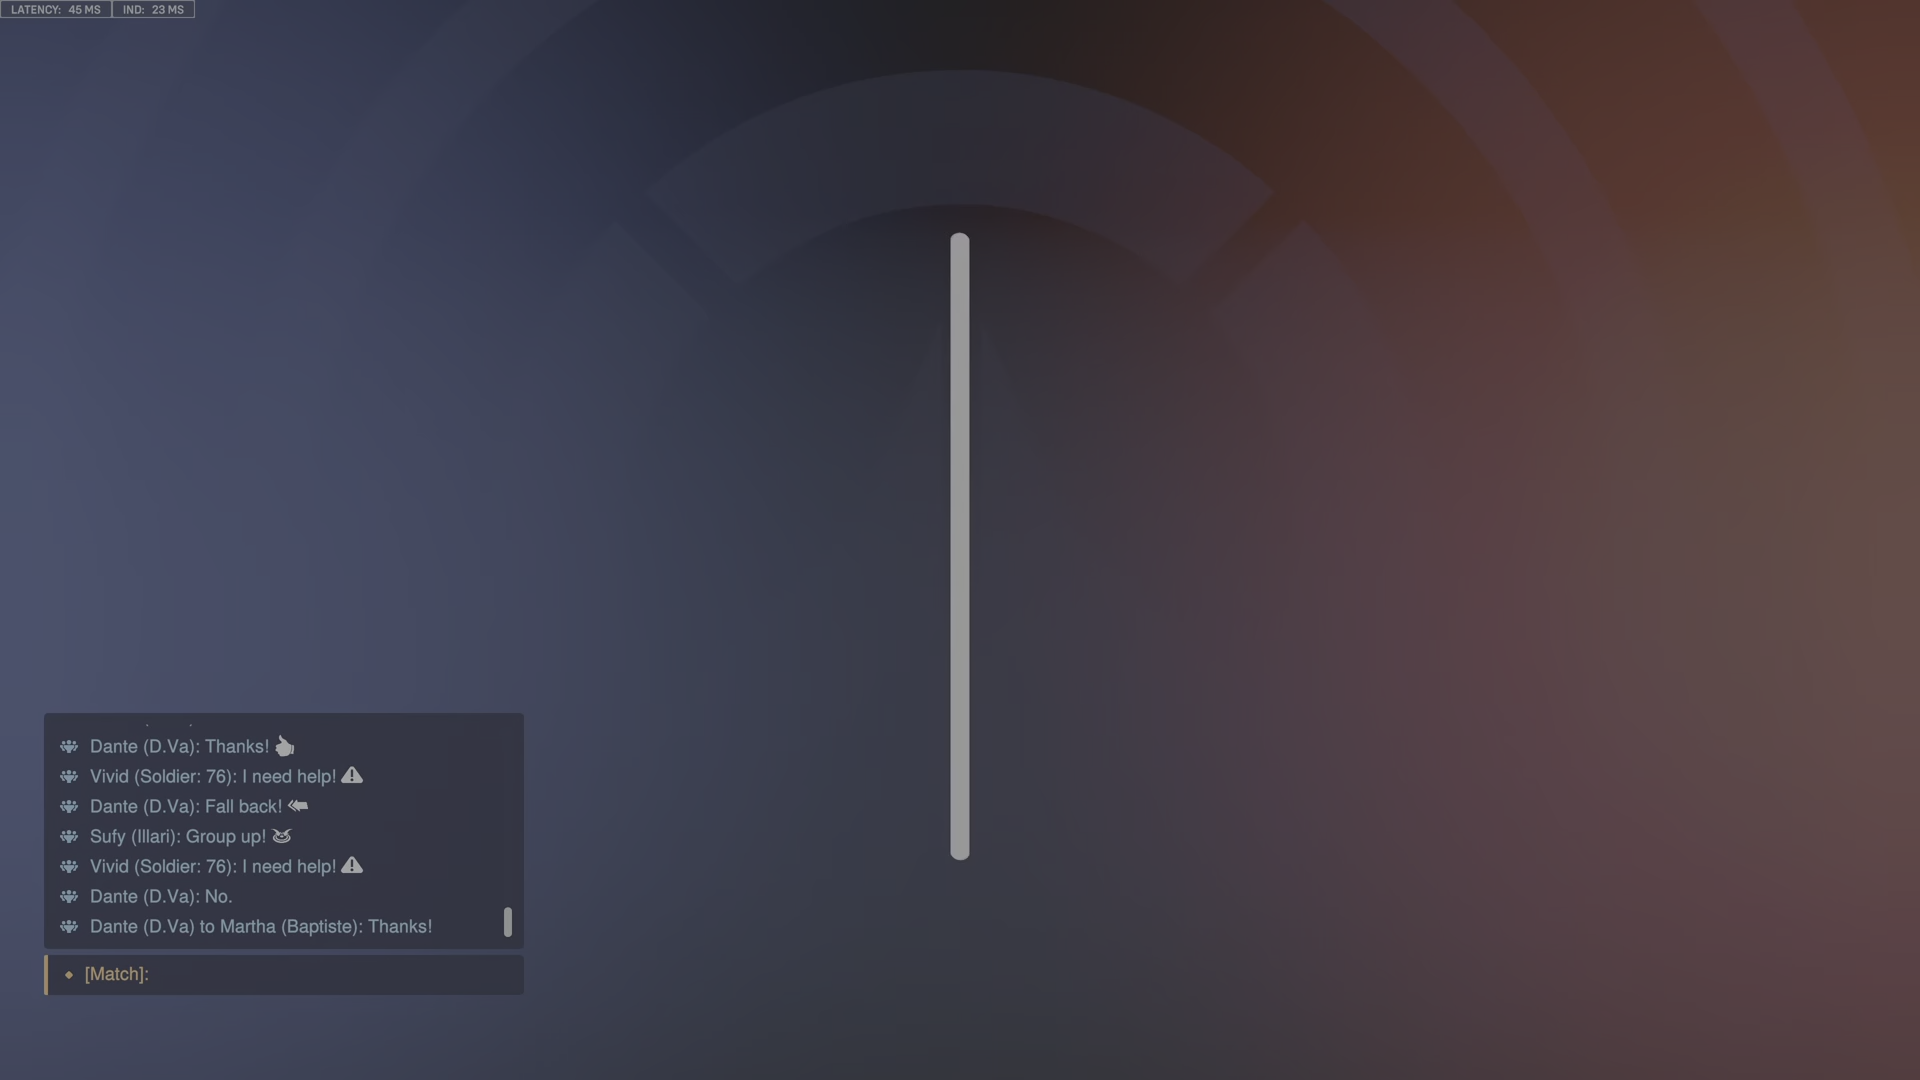 LATENCY: 45 MS IND: 23 MS
Dante (D.Va): Thanks!
Vivid (Soldier: 76): I need help!
Dante (D.Va): Fall back!
Sufy (Illari): Group up!
Vivid (Soldier: 76): I need help!
Dante (D.Va): No.
Dante (D.Va) to Martha (Baptiste): Thanks!
[Match]: